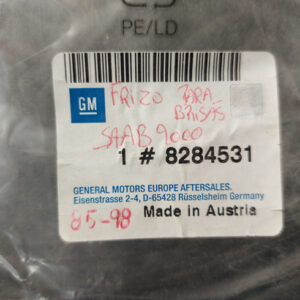 PE/LD
GM
FRIZO PARA
BRISAS
SAAB 9000
1 # 8284531
GENERAL MOTORS EUROPE AFTERSALES.
Eisenstrasse 2-4, D-65428 Rüsselsheim Germany
85-98 Made in Austria